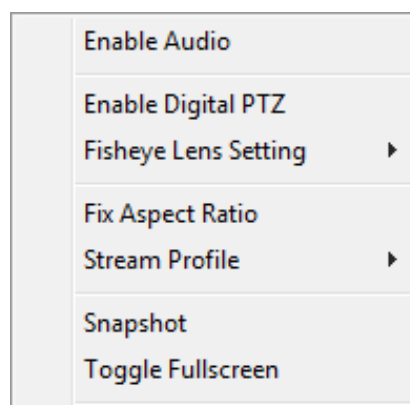 Enable Audio
Enable Digital PTZ
Fisheye Lens Setting
Fix Aspect Ratio
Stream Profile
Snapshot
Toggle Fullscreen